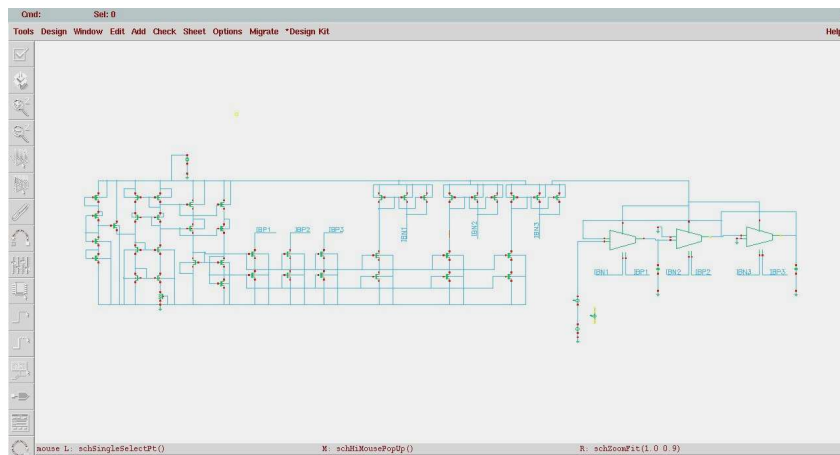 Cmd: Sel: 0
Tools Design Window Edit Add Check Sheet Options Migrate *Design Kit Help
IBP1 IBP2 IBP3
IBN1 IBN2 IBN3
IBN1 IBP1 IBN2 IBP2 IBN3 IBP3
mouse L: schSingleSelectPt() M: schHiMousePopUp() R: schZoomFit(1.0 0.9)